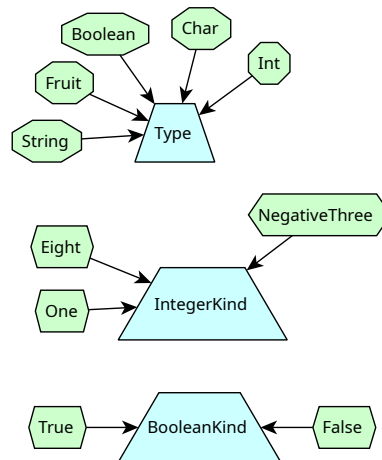 Char
Boolean
Int
Fruit
Type
String
NegativeThree
Eight
IntegerKind
One
True
BooleanKind
False